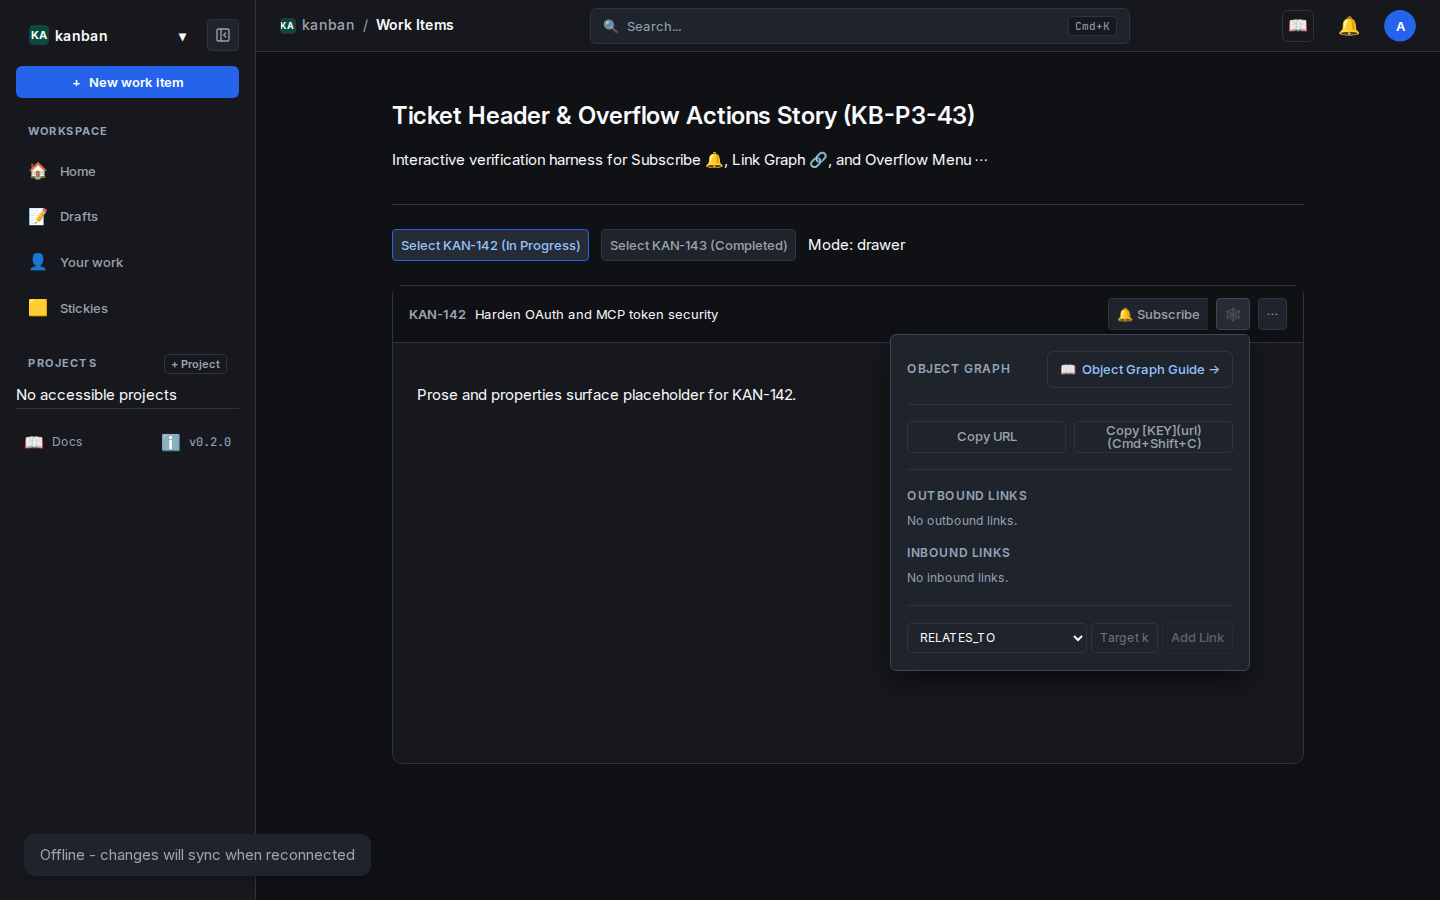 KA kanban ▼
+ New work item
WORKSPACE
Home
Drafts
Your work
Stickies
PROJECTS + Project
No accessible projects
Docs v0.2.0
Offline - changes will sync when reconnected
KA kanban / Work Items
Search... Cmd+K
A
Ticket Header & Overflow Actions Story (KB-P3-43)
Interactive verification harness for Subscribe 🔔, Link Graph 🔗, and Overflow Menu ···
Select KAN-142 (In Progress) Select KAN-143 (Completed) Mode: drawer
KAN-142 Harden OAuth and MCP token security 🔔 Subscribe ···
Prose and properties surface placeholder for KAN-142.
OBJECT GRAPH 📖 Object Graph Guide →
Copy URL
Copy [KEY](url)
(Cmd+Shift+C)
OUTBOUND LINKS
No outbound links.
INBOUND LINKS
No inbound links.
RELATES_TO Target k Add Link